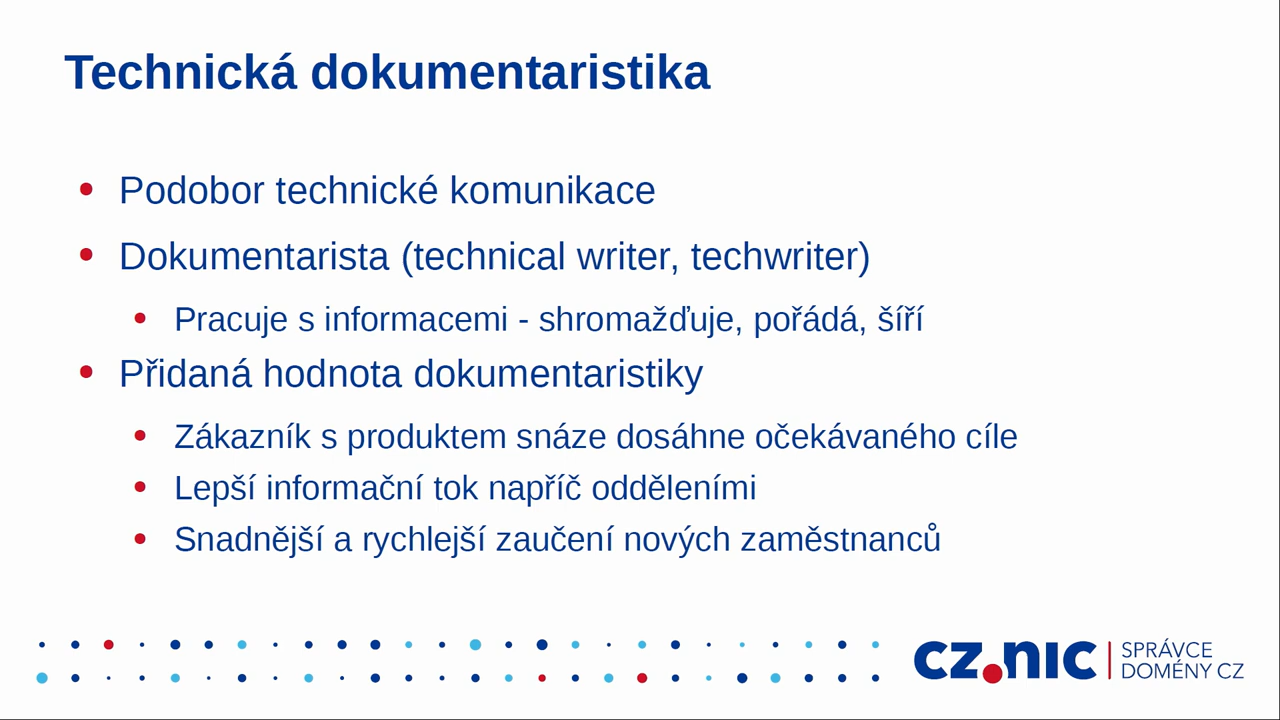 Technická dokumentaristika
Podobor technické komunikace
Dokumentarista (technical writer, techwriter)
Pracuje s informacemi - shromažďuje, pořádá, šíří
Přidaná hodnota dokumentaristiky
Zákazník s produktem snáze dosáhne očekávaného cíle
Lepší informační tok napříč odděleními
Snadnější a rychlejší zaučení nových zaměstnanců
CZ.NIC
SPRÁVCE
DOMÉNY CZ